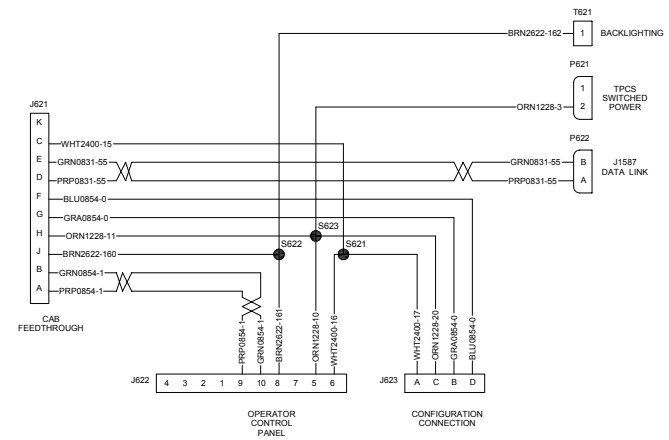 T621
BRN2622-162
1
BACKLIGHTING
P621
1
2
TPCS
SWITCHED
POWER
ORN1228-3
J621
K
C
WHT2400-15
E
GRN0831-55
D
PRP0831-55
F
BLU0854-0
G
GRA0854-0
H
ORN1228-11
J
BRN2622-160
B
GRN0854-1
A
PRP0854-1
CAB
FEEDTHROUGH
P622
GRN0831-55
B
PRP0831-55
A
J1587
DATA LINK
S622
S623
S621
PRP0854-1
GRN0854-1
BRN2622-161
ORN1228-10
WHT2400-16
WHT2400-17
ORN1228-20
GRA0854-0
BLU0854-0
J622
4 3 2 1 9 10 8 7 5 6
OPERATOR
CONTROL
PANEL
J623
A C B D
CONFIGURATION
CONNECTION